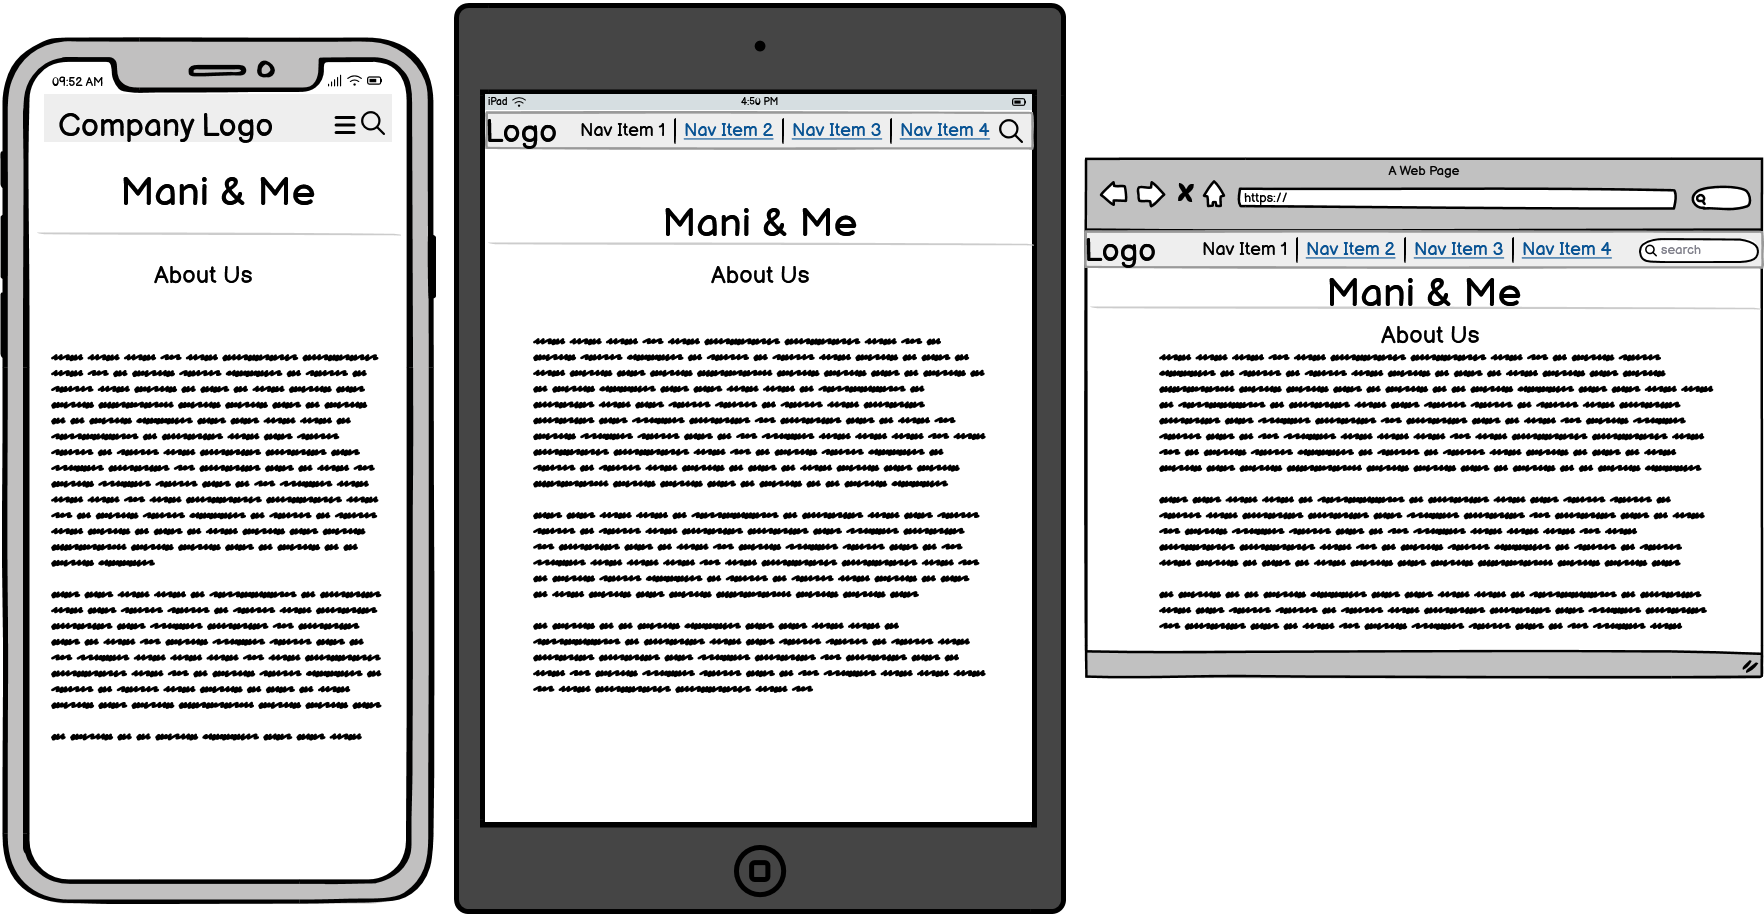 09:52 AM
Company Logo
Mani & Me
About Us
iPad
4:50 PM
Logo
Nav Item 1
Nav Item 2
Nav Item 3
Nav Item 4
Mani & Me
About Us
A Web Page
https://
Logo
Nav Item 1
Nav Item 2
Nav Item 3
Nav Item 4
search
Mani & Me
About Us